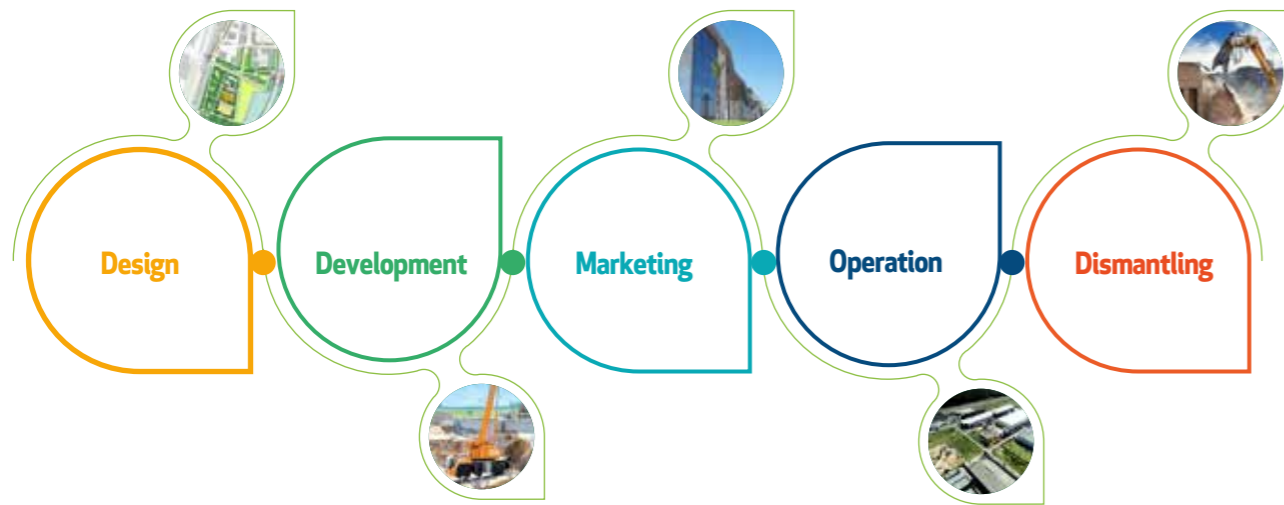 Design
Development
Marketing
Operation
Dismantling